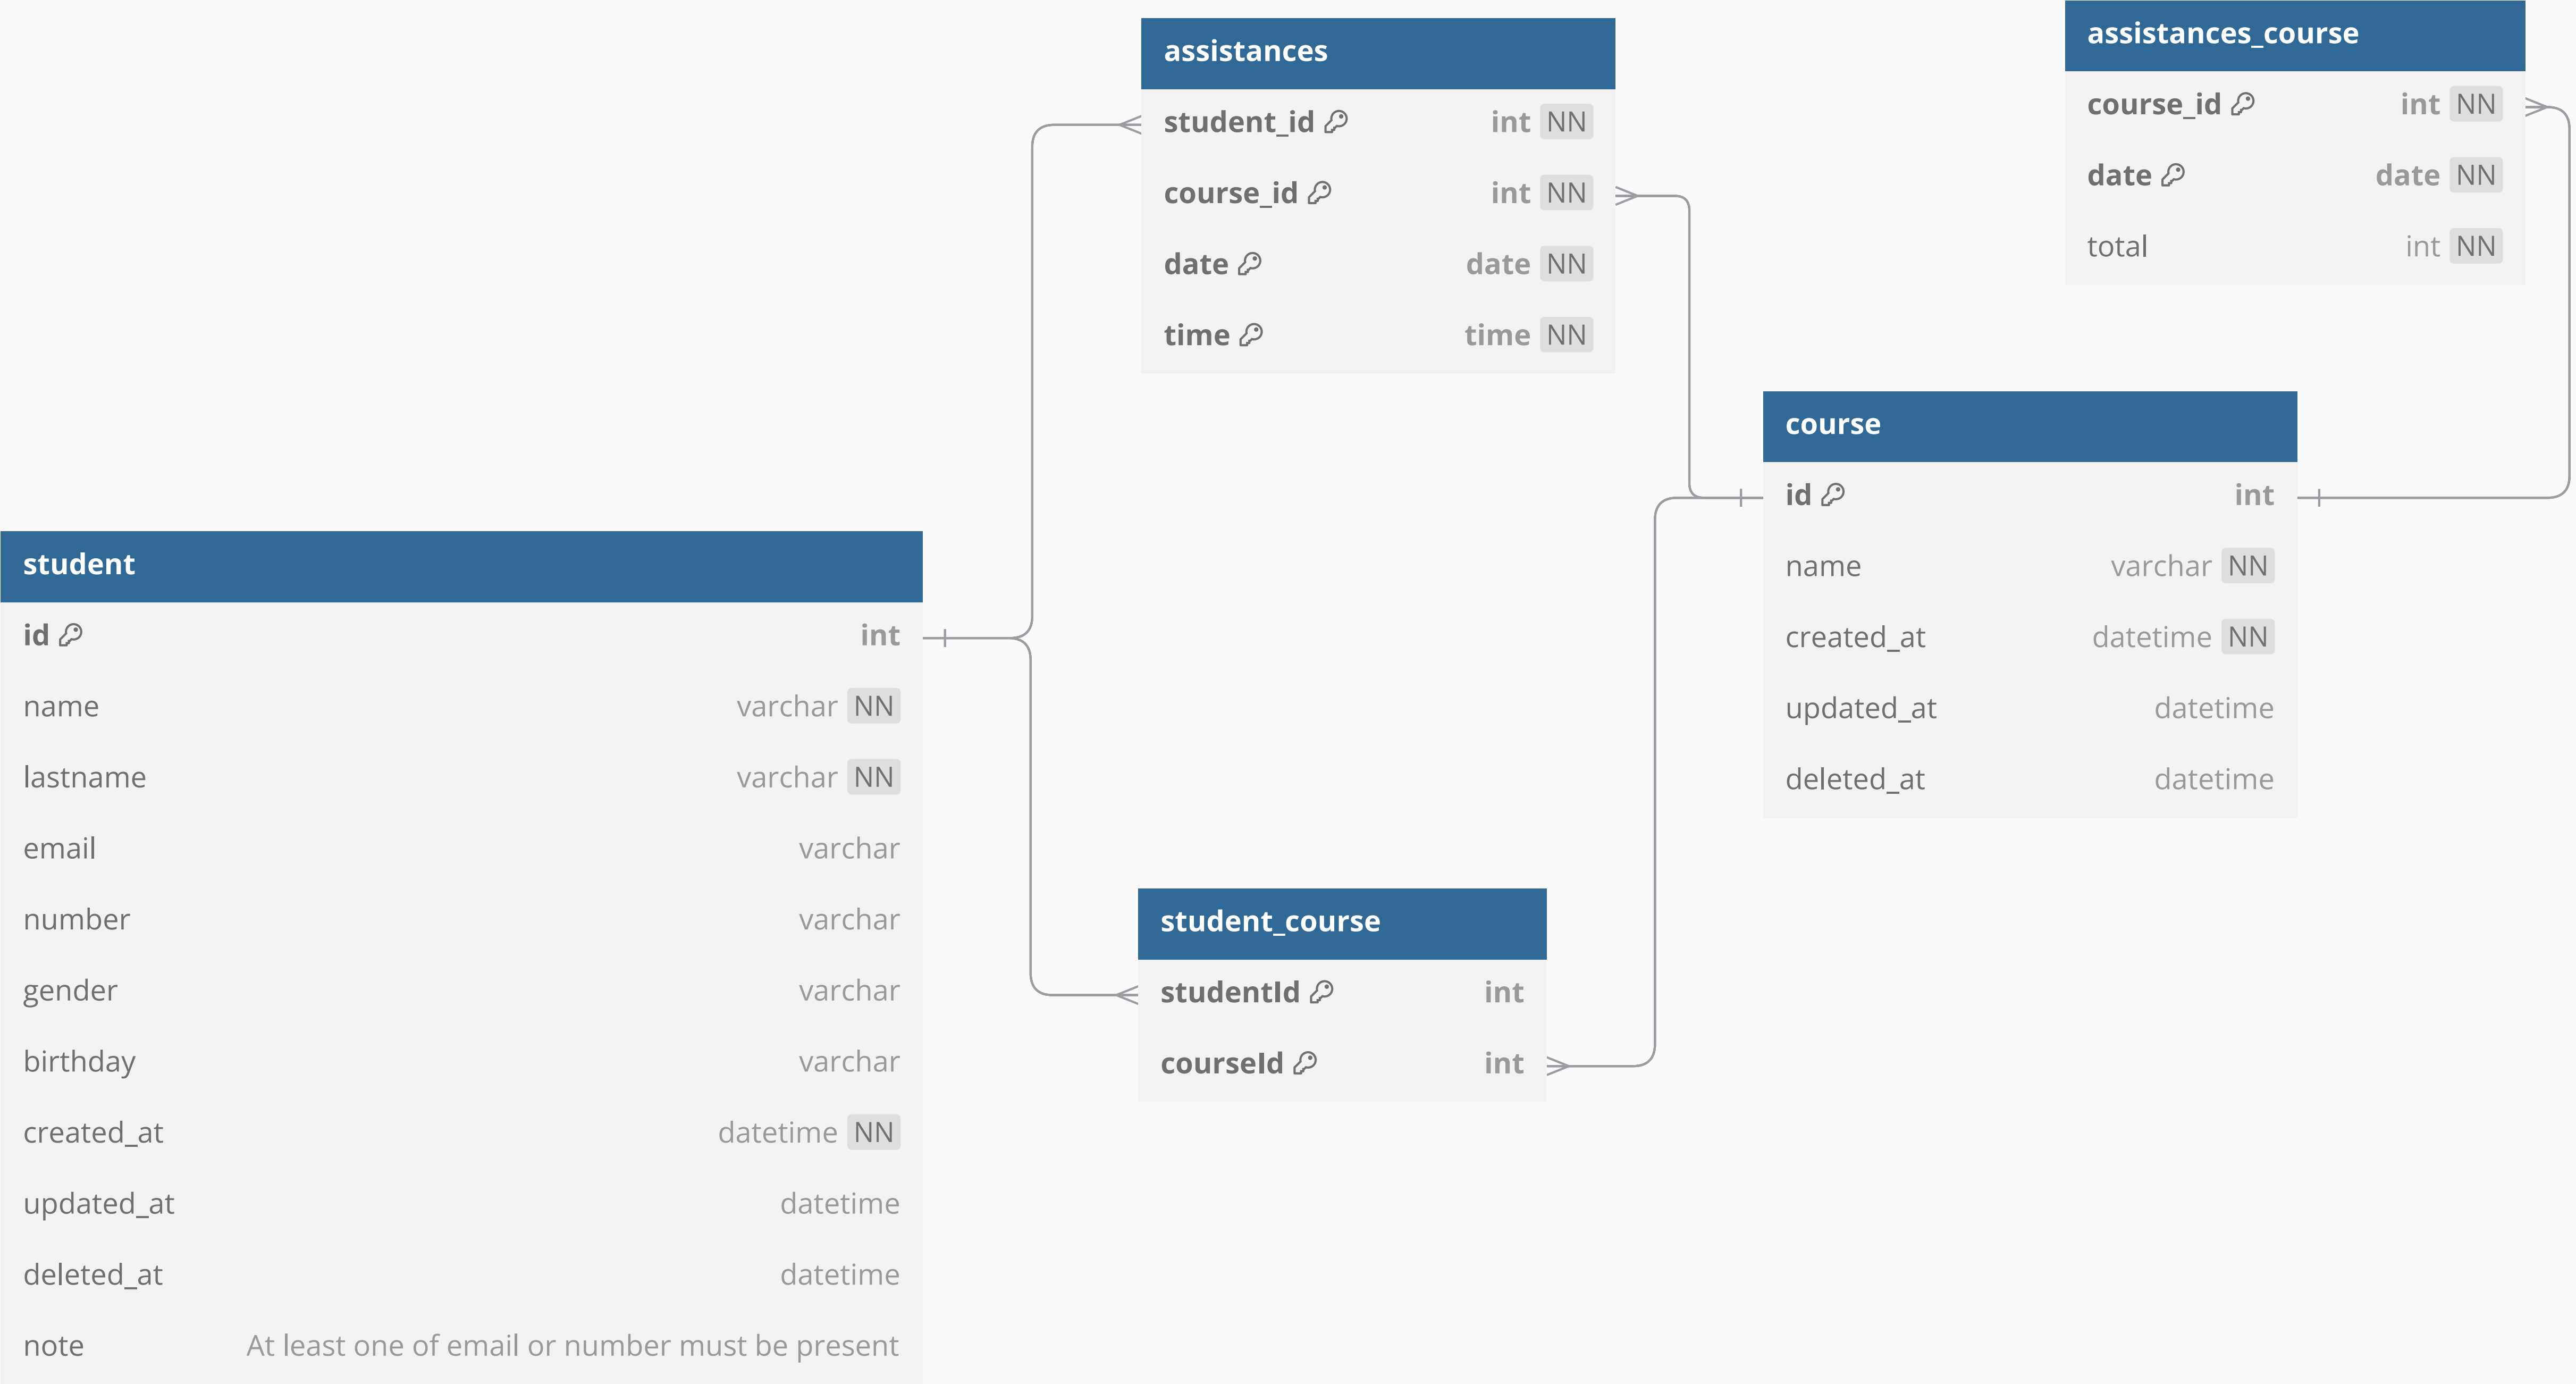 assistances
student_id int NN
course_id int NN
date date NN
time time NN
assistances_course
course_id int NN
date date NN
total int NN
course
id int
name varchar NN
created_at datetime NN
updated_at datetime
deleted_at datetime
student
id int
name varchar NN
lastname varchar NN
email varchar
number varchar
gender varchar
birthday varchar
created_at datetime NN
updated_at datetime
deleted_at datetime
note At least one of email or number must be present
student_course
studentId int
courseId int